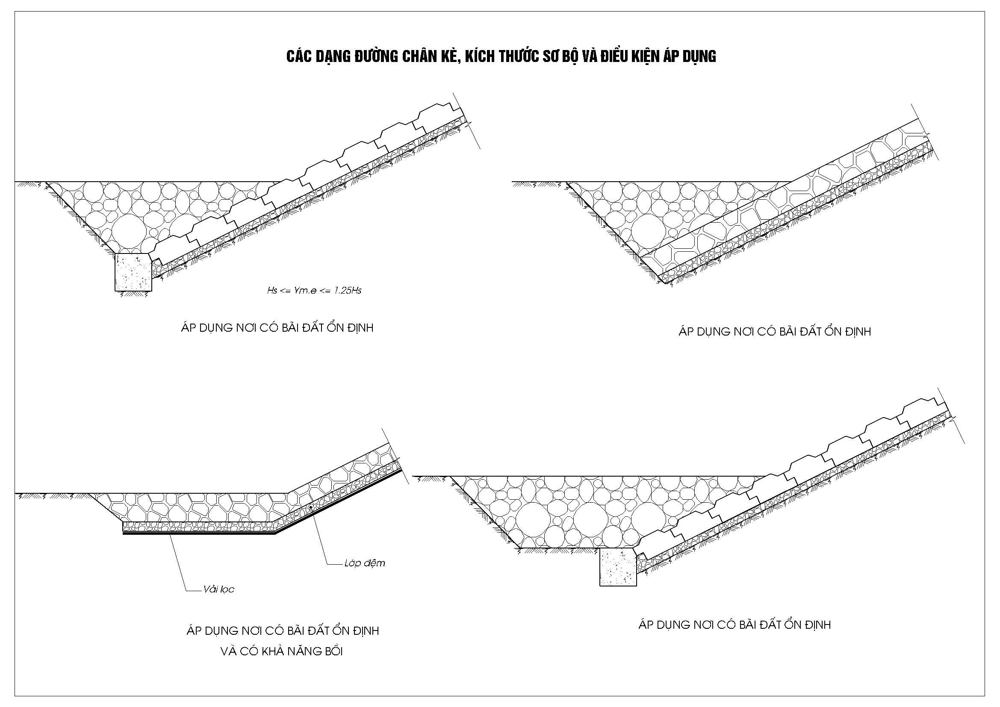 CÁC DẠNG ĐƯỜNG CHÂN KÈ, KÍCH THƯỚC SƠ BỘ VÀ ĐIỀU KIỆN ÁP DỤNG
Hs <= Ym.e <= 1.25Hs
ÁP DỤNG NƠI CÓ BÃI ĐẤT ỔN ĐỊNH
ÁP DỤNG NƠI CÓ BÃI ĐẤT ỔN ĐỊNH
Lớp đệm
Vải lọc
ÁP DỤNG NƠI CÓ BÃI ĐẤT ỔN ĐỊNH
VÀ CÓ KHẢ NĂNG BỒI
ÁP DỤNG NƠI CÓ BÃI ĐẤT ỔN ĐỊNH